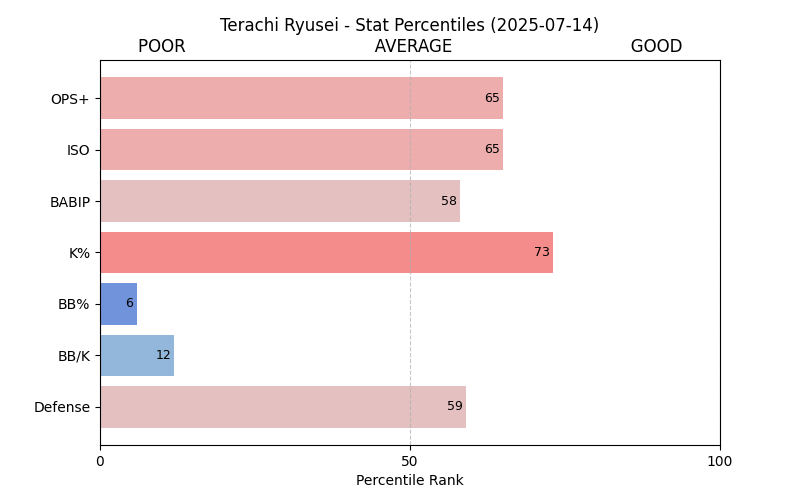 Terachi Ryusei - Stat Percentiles (2025-07-14)
POOR AVERAGE GOOD
OPS+ 65
ISO 65
BABIP 58
K% 73
BB% 6
BB/K 12
Defense 59
0 50 100
Percentile Rank